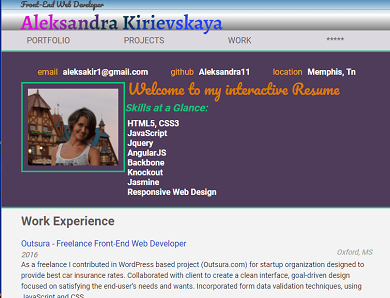 Front-End Web Developer
Aleksandra Kirievskaya
PORTFOLIO PROJECTS WORK *****
email aleksakir1@gmail.com github Aleksandra11 location Memphis, Tn
Welcome to my interactive Resume
Skills at a Glance:
HTML5, CSS3
JavaScript
Jquery
AngularJS
Backbone
Knockout
Jasmine
Responsive Web Design
Work Experience
Outsura - Freelance Front-End Web Developer
2016 Oxford, MS
As a freelance I contributed in WordPress based project (Outsura.com) for startup organization designed to
provide best car insurance rates. Collaborated with client to create a clean interface, goal-driven design
focused on satisfying the end-user's needs and wants. Incorporated form data validation techniques, using
JavaScript and CSS.